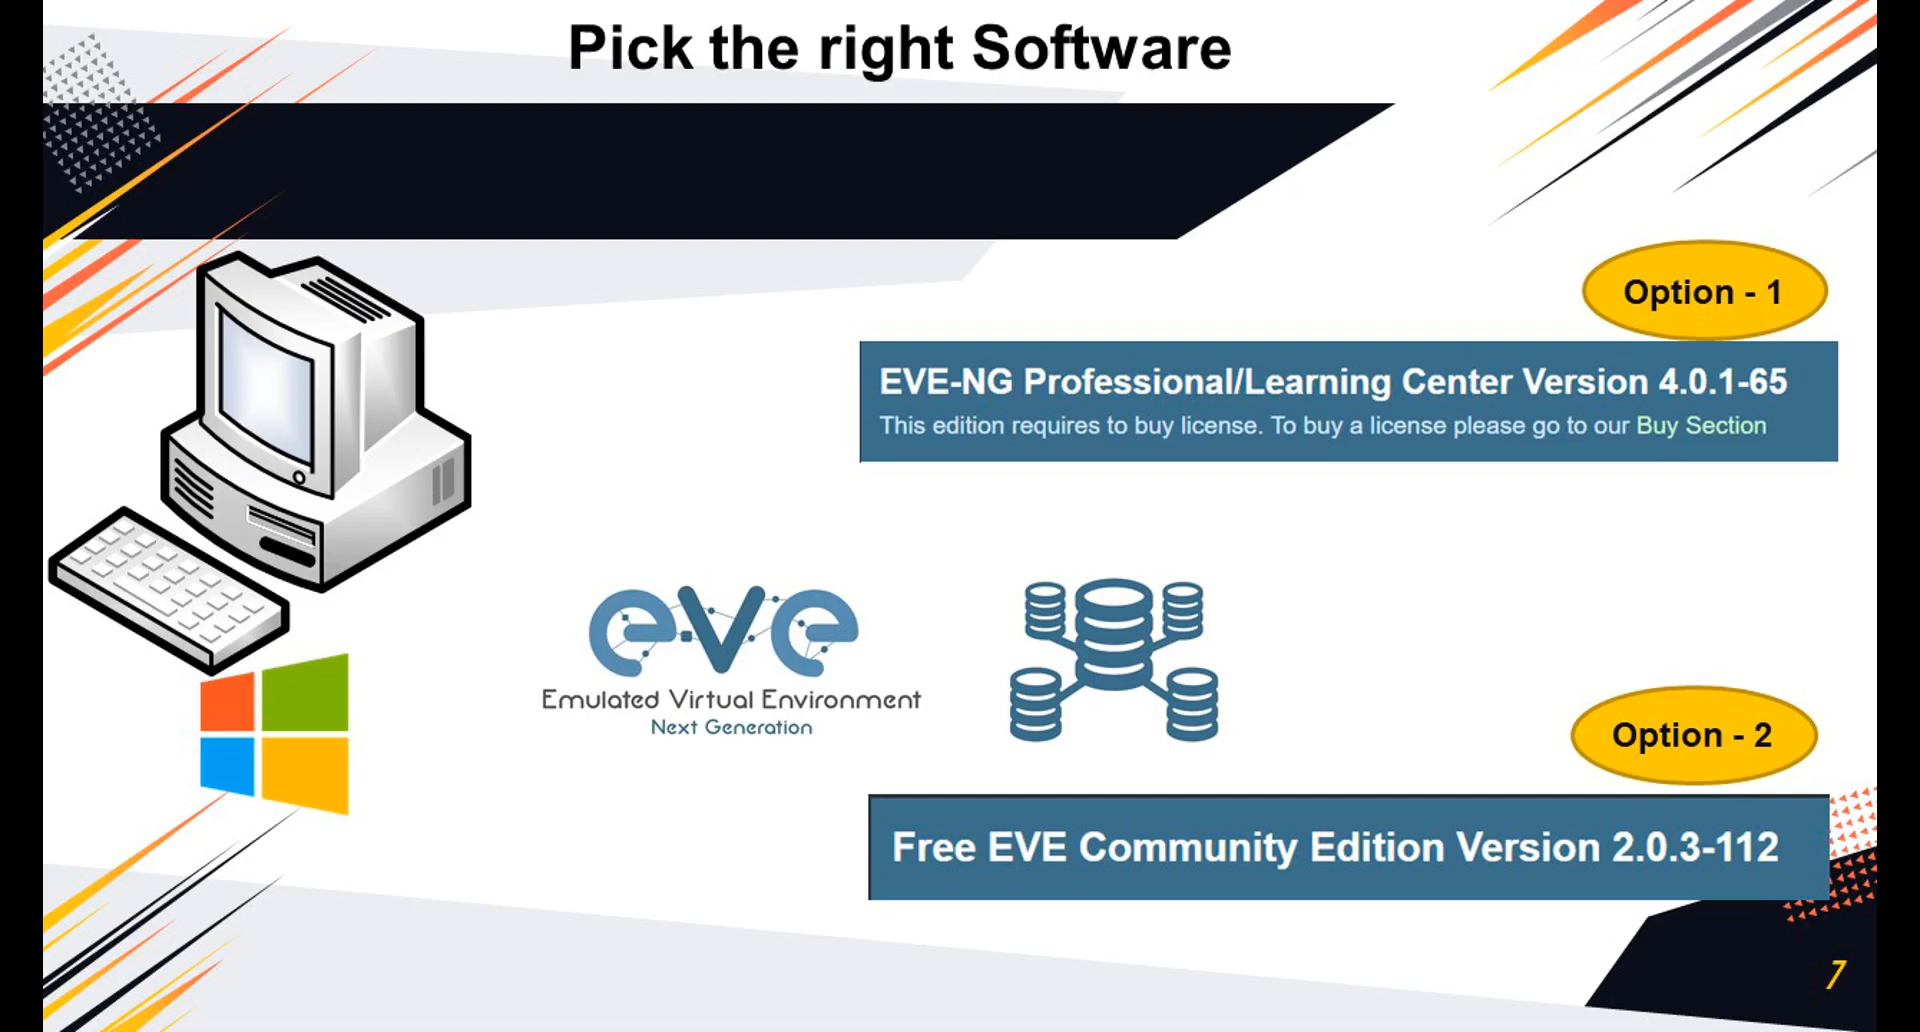 Pick the right Software
Option - 1
EVE-NG Professional/Learning Center Version 4.0.1-65
This edition requires to buy license. To buy a license please go to our Buy Section
eve
Emulated Virtual Environment
Next Generation
Option - 2
Free EVE Community Edition Version 2.0.3-112
7